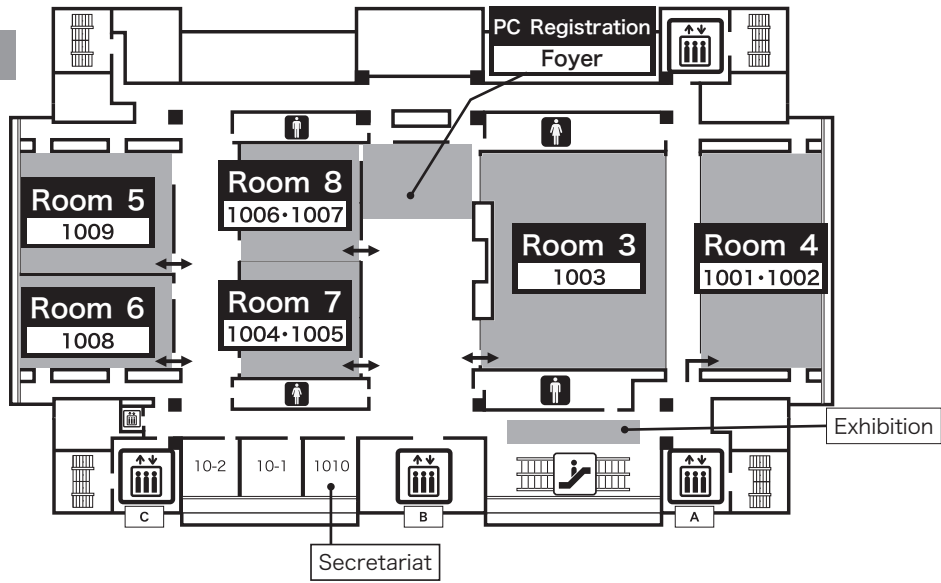 PC Registration
Foyer
Room 5
1009
Room 8
1006・1007
Room 3
1003
Room 4
1001・1002
Room 6
1008
Room 7
1004・1005
Exhibition
10-2
10-1
1010
C
B
A
Secretariat